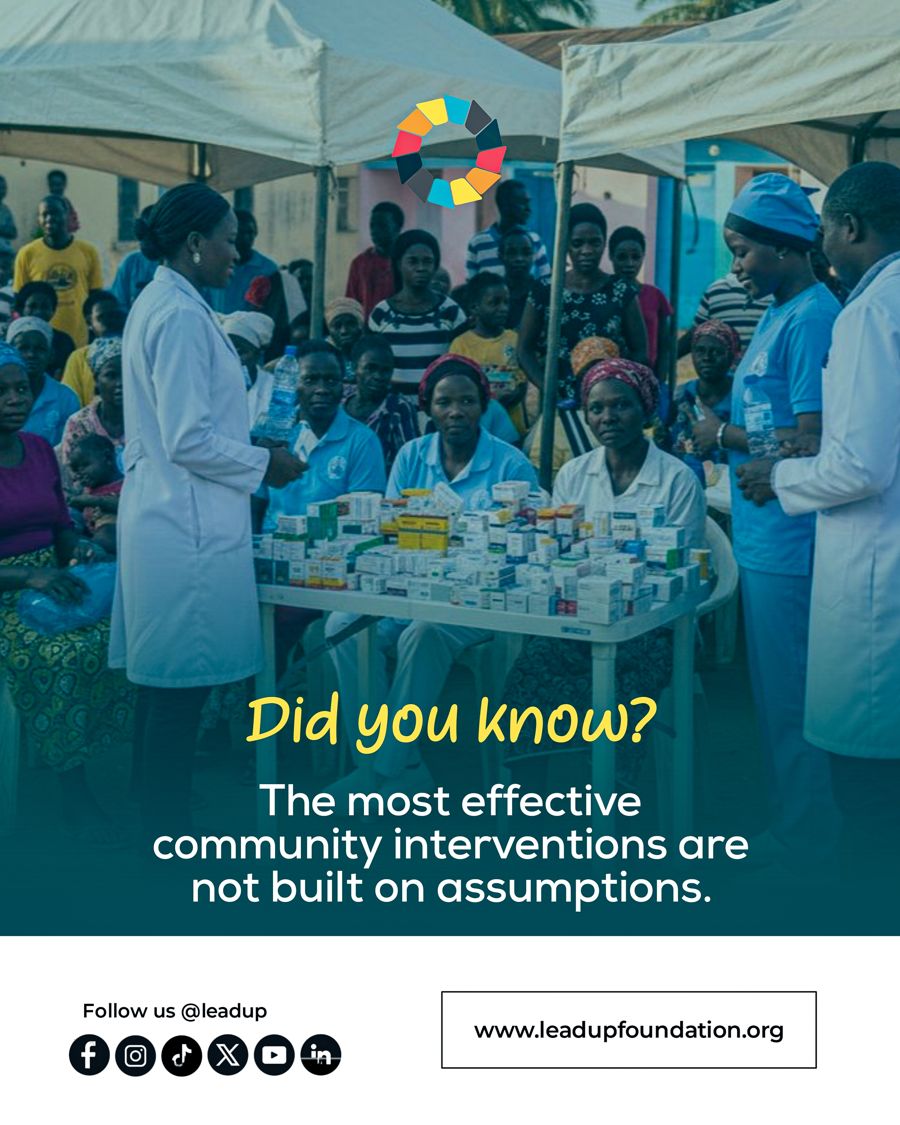 Did you know?
The most effective
community interventions are
not built on assumptions.
Follow us @leadup
www.leadupfoundation.org